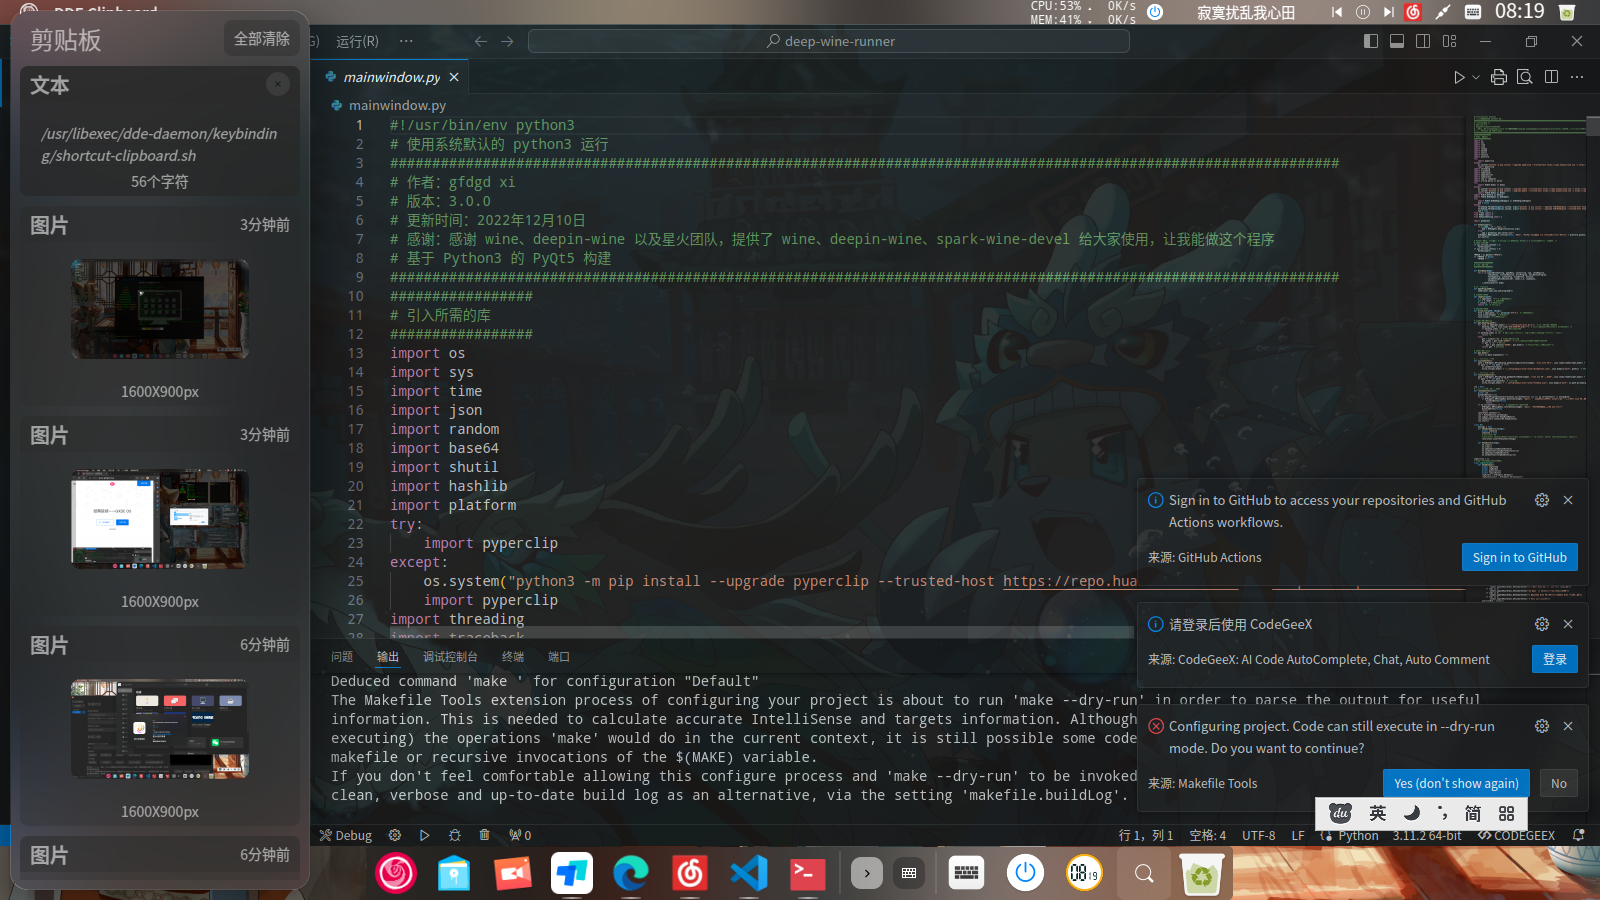 DDE Clipboard
CPU:53%
0K/s
MEM:41%
0K/s
寂寞扰乱我心田
08:19
剪贴板
全部清除
文本
/usr/libexec/dde-daemon/keybinding/shortcut-clipboard.sh
56个字符
图片
3分钟前
1600X900px
图片
3分钟前
1600X900px
图片
6分钟前
1600X900px
图片
6分钟前
G)
运行(R)
···
deep-wine-runner
mainwindow.py
mainwindow.py
1 #!/usr/bin/env python3
2 # 使用系统默认的 python3 运行
3 #################################################################################################################
4 # 作者：gfdgd xi
5 # 版本：3.0.0
6 # 更新时间：2022年12月10日
7 # 感谢：感谢 wine、deepin-wine 以及星火团队，提供了 wine、deepin-wine、spark-wine-devel 给大家使用，让我能做这个程序
8 # 基于 Python3 的 PyQt5 构建
9 #################################################################################################################
10 #################
11 # 引入所需的库
12 #################
13 import os
14 import sys
15 import time
16 import json
17 import random
18 import base64
19 import shutil
20 import hashlib
21 import platform
22 try:
23     import pyperclip
24 except:
25     os.system("python3 -m pip install --upgrade pyperclip --trusted-host https://repo.hua
26     import pyperclip
27 import threading
28 import traceback
问题
输出
调试控制台
终端
端口
Deduced command 'make ' for configuration "Default"
The Makefile Tools extension process of configuring your project is about to run 'make --dry-run' in order to parse the output for useful
information. This is needed to calculate accurate IntelliSense and targets information. Although
executing) the operations 'make' would do in the current context, it is still possible some code
makefile or recursive invocations of the $(MAKE) variable.
If you don't feel comfortable allowing this configure process and 'make --dry-run' to be invoked
clean, verbose and up-to-date build log as an alternative, via the setting 'makefile.buildLog'.
Sign in to GitHub to access your repositories and GitHub
Actions workflows.
来源: GitHub Actions
Sign in to GitHub
请登录后使用 CodeGeeX
来源: CodeGeeX: AI Code AutoComplete, Chat, Auto Comment
登录
Configuring project. Code can still execute in --dry-run
mode. Do you want to continue?
来源: Makefile Tools
Yes (don't show again)
No
du
英
简
Debug
0
行 1，列 1
空格: 4
UTF-8
LF
Python
3.11.2 64-bit
CODEGEEX
08 19